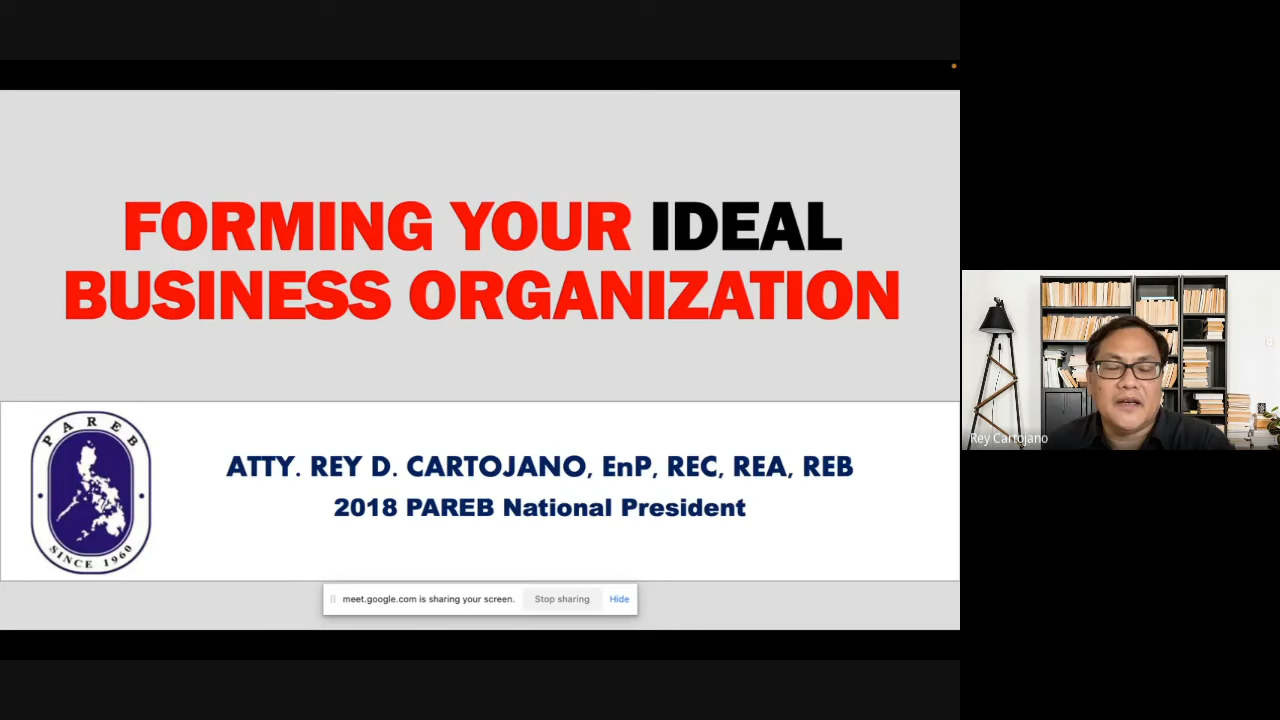 FORMING YOUR IDEAL
BUSINESS ORGANIZATION
PAREB
SINCE 1960
ATTY. REY D. CARTOJANO, EnP, REC, REA, REB
2018 PAREB National President
meet.google.com is sharing your screen. Stop sharing Hide
Rey Cartojano